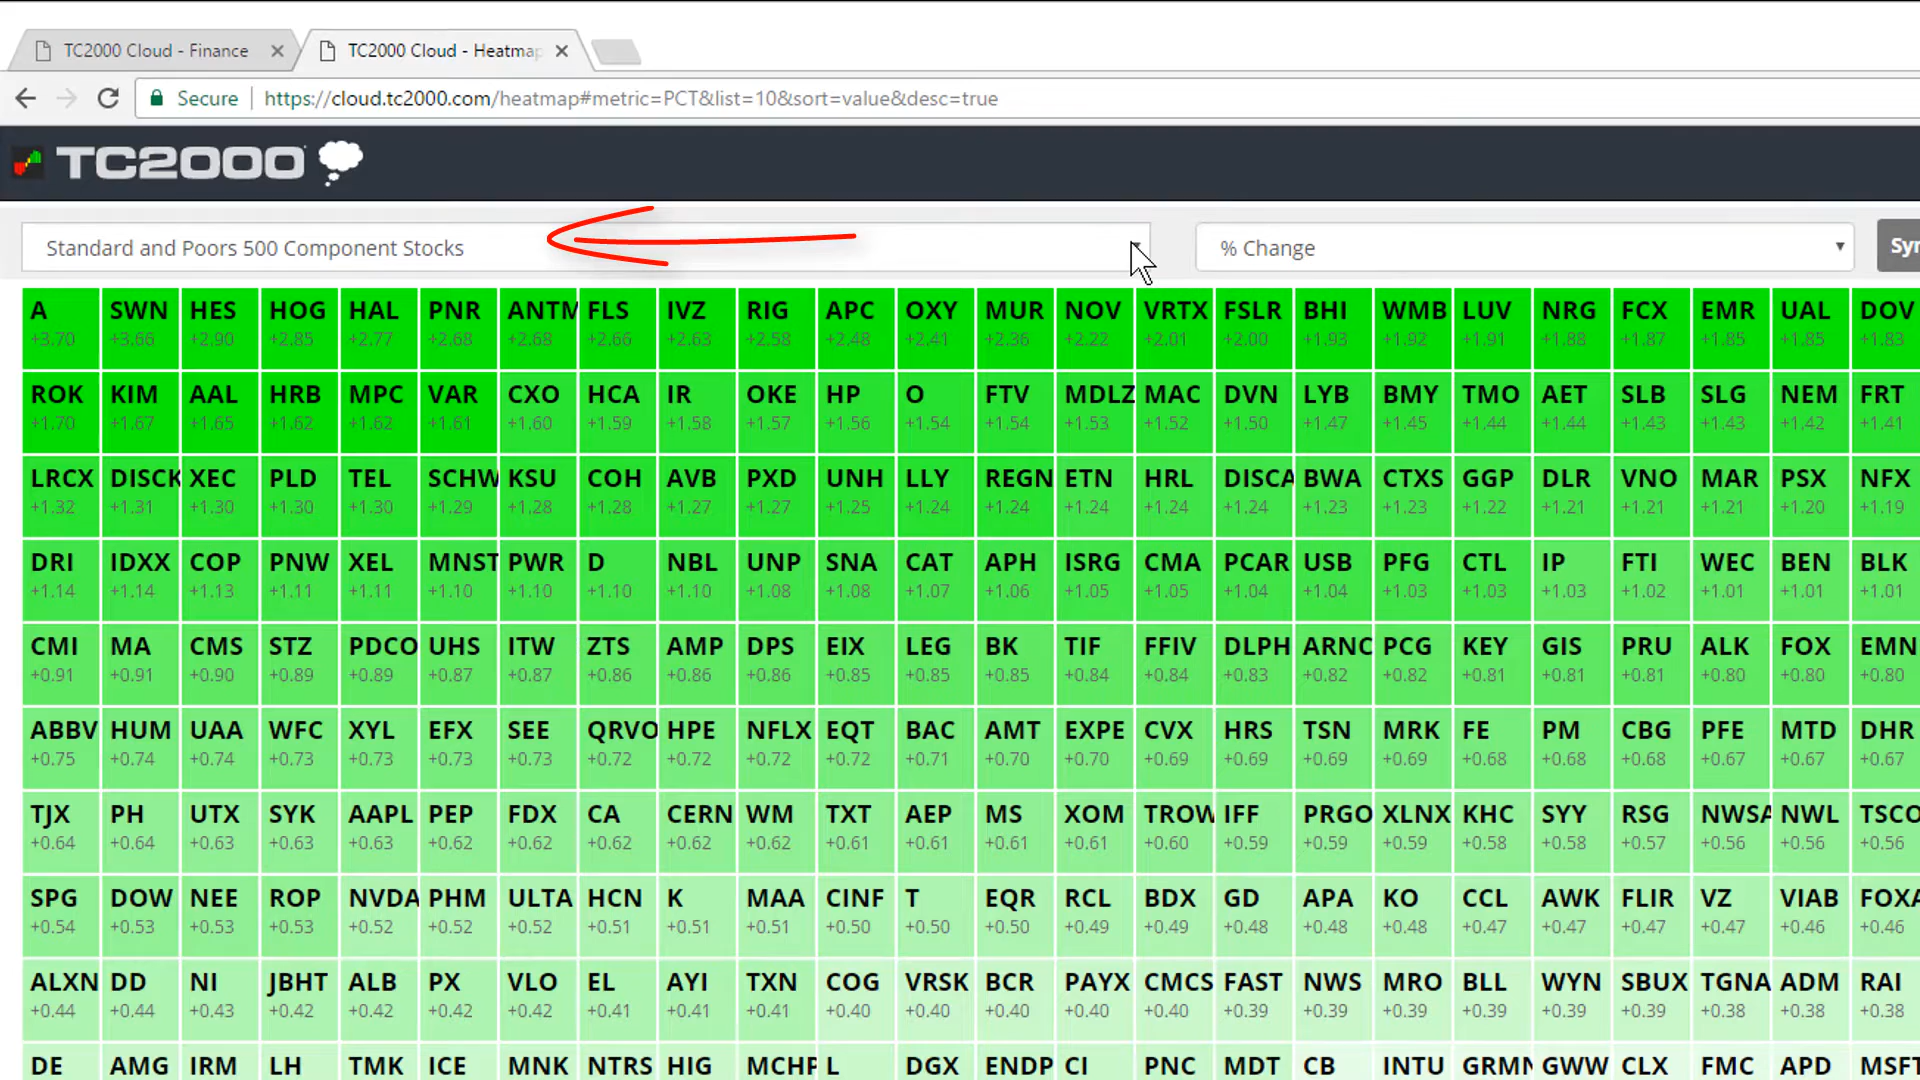 TC2000 Cloud - Finance
TC2000 Cloud - Heatmap
Secure https://cloud.tc2000.com/heatmap#metric=PCT&list=10&sort=value&desc=true
TC2000
Standard and Poors 500 Component Stocks % Change Syn
A SWN HES HOG HAL PNR ANTM FLS IVZ RIG APC OXY MUR NOV VRTX FSLR BHI WMB LUV NRG FCX EMR UAL DOV
+3.70 +3.66 +2.90 +2.85 +2.77 +2.68 +2.68 +2.66 +2.63 +2.58 +2.48 +2.41 +2.36 +2.22 +2.01 +2.00 +1.93 +1.92 +1.91 +1.88 +1.87 +1.85 +1.85 +1.83
ROK KIM AAL HRB MPC VAR CXO HCA IR OKE HP O FTV MDLZ MAC DVN LYB BMY TMO AET SLB SLG NEM FRT
+1.70 +1.67 +1.65 +1.62 +1.62 +1.61 +1.60 +1.59 +1.58 +1.57 +1.56 +1.54 +1.54 +1.53 +1.52 +1.50 +1.47 +1.45 +1.44 +1.44 +1.43 +1.43 +1.42 +1.41
LRCX DISCK XEC PLD TEL SCHW KSU COH AVB PXD UNH LLY REGN ETN HRL DISCA BWA CTXS GGP DLR VNO MAR PSX NFX
+1.32 +1.31 +1.30 +1.30 +1.30 +1.29 +1.28 +1.28 +1.27 +1.27 +1.25 +1.24 +1.24 +1.24 +1.24 +1.24 +1.23 +1.23 +1.22 +1.21 +1.21 +1.21 +1.20 +1.19
DRI IDXX COP PNW XEL MNST PWR D NBL UNP SNA CAT APH ISRG CMA PCAR USB PFG CTL IP FTI WEC BEN BLK
+1.14 +1.14 +1.13 +1.11 +1.11 +1.10 +1.10 +1.10 +1.10 +1.08 +1.08 +1.07 +1.06 +1.05 +1.05 +1.04 +1.04 +1.03 +1.03 +1.03 +1.02 +1.01 +1.01 +1.01
CMI MA CMS STZ PDCO UHS ITW ZTS AMP DPS EIX LEG BK TIF FFIV DLPH ARNC PCG KEY GIS PRU ALK FOX EMN
+0.91 +0.91 +0.90 +0.89 +0.89 +0.87 +0.87 +0.86 +0.86 +0.86 +0.85 +0.85 +0.85 +0.84 +0.84 +0.83 +0.82 +0.82 +0.81 +0.81 +0.81 +0.80 +0.80 +0.80
ABBV HUM UAA WFC XYL EFX SEE QRVO HPE NFLX EQT BAC AMT EXPE CVX HRS TSN MRK FE PM CBG PFE MTD DHR
+0.75 +0.74 +0.74 +0.73 +0.73 +0.73 +0.73 +0.72 +0.72 +0.72 +0.72 +0.71 +0.70 +0.70 +0.69 +0.69 +0.69 +0.69 +0.68 +0.68 +0.68 +0.67 +0.67 +0.67
TJX PH UTX SYK AAPL PEP FDX CA CERN WM TXT AEP MS XOM TROW IFF PRGO XLNX KHC SYY RSG NWSA NWL TSCO
+0.64 +0.64 +0.63 +0.63 +0.63 +0.62 +0.62 +0.62 +0.62 +0.62 +0.61 +0.61 +0.61 +0.61 +0.60 +0.59 +0.59 +0.59 +0.58 +0.58 +0.57 +0.56 +0.56 +0.56
SPG DOW NEE ROP NVDA PHM ULTA HCN K MAA CINF T EQR RCL BDX GD APA KO CCL AWK FLIR VZ VIAB FOXA
+0.54 +0.53 +0.53 +0.53 +0.52 +0.52 +0.52 +0.51 +0.51 +0.51 +0.50 +0.50 +0.50 +0.49 +0.49 +0.48 +0.48 +0.48 +0.47 +0.47 +0.47 +0.47 +0.46 +0.46
ALXN DD NI JBHT ALB PX VLO EL AYI TXN COG VRSK BCR PAYX CMCS FAST NWS MRO BLL WYN SBUX TGNA ADM RAI
+0.44 +0.44 +0.43 +0.42 +0.42 +0.42 +0.42 +0.41 +0.41 +0.41 +0.40 +0.40 +0.40 +0.40 +0.40 +0.39 +0.39 +0.39 +0.39 +0.39 +0.39 +0.38 +0.38 +0.38
DE AMG IRM LH TMK ICE MNK NTRS HIG MCHP L DGX ENDP CI PNC MDT CB INTU GRMN GWW CLX FMC APD MSFT